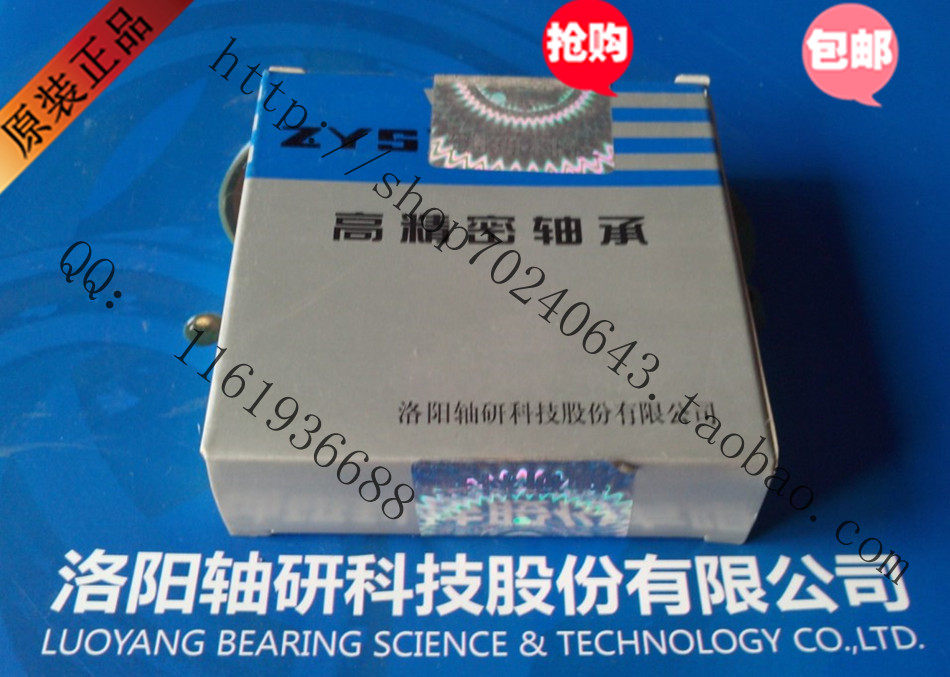 原装正品
抢购
包邮
ZYS
高精密轴承
洛阳轴研科技股份有限公司
http://shop70240643.taobao.com
QQ: 1161936688
洛阳轴研科技股份有限公司
LUOYANG BEARING SCIENCE & TECHNOLOGY CO.,LTD.